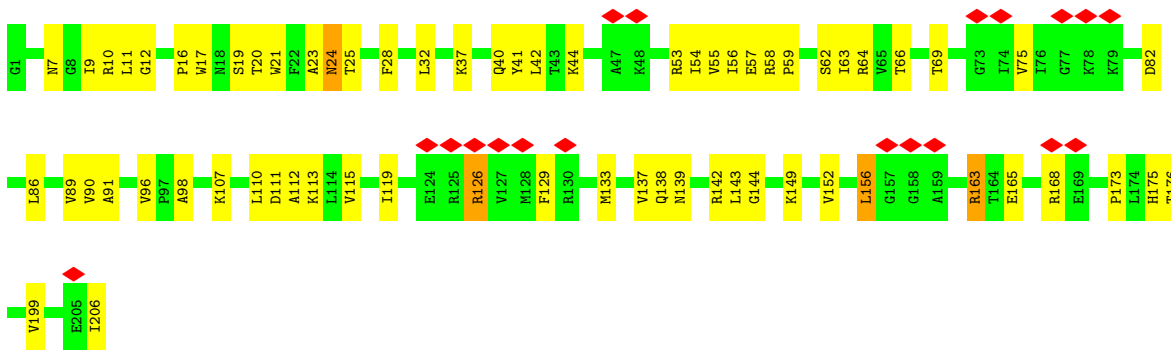 G1 N7 G8 I9 R10 L11 G12 P16 W17 N18 S19 T20 W21 F22 A23 N24 T25 F28 L32 K37 Q40 Y41 L42 T43 K44 A47 K48 R53 I54 V55 I56 E57 R58 P59 S62 I63 R64 V65 T66 T69 G73 I74 V75 I76 G77 K78 K79 D82
L86 V89 V90 A91 V96 P97 A98 K107 L110 D111 A112 K113 L114 V115 I119 E124 R125 R126 V127 M128 F129 R130 M133 V137 Q138 N139 R142 L143 G144 K149 V152 L156 G157 G158 A159 R163 T164 E165 R168 E169 P173 L174 H175 T176
V199 E205 I206